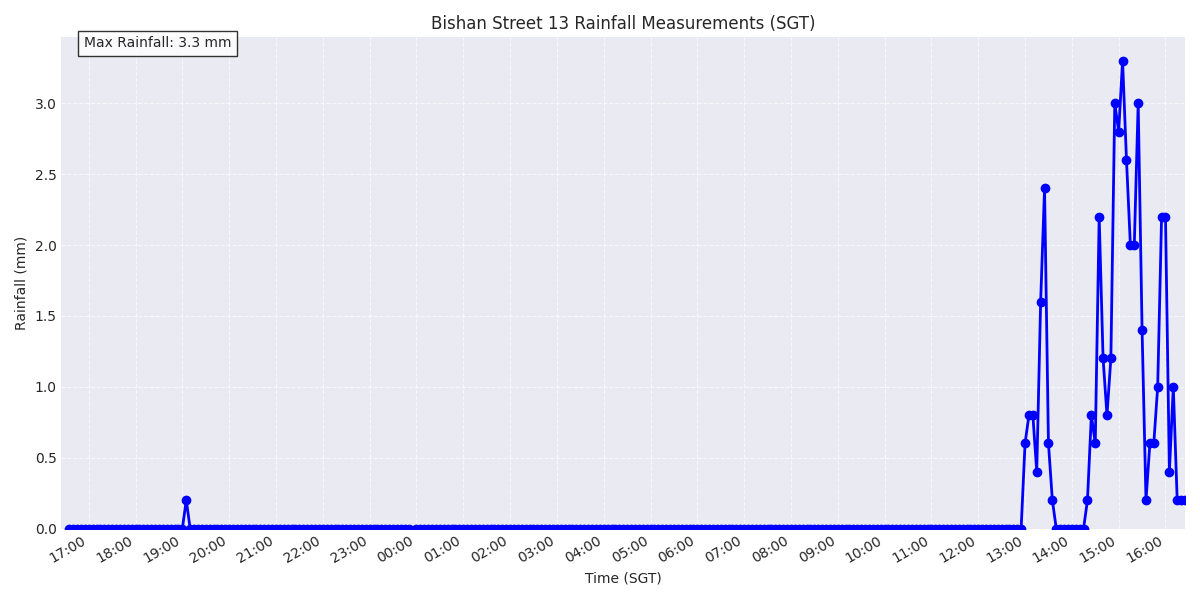 Bishan Street 13 Rainfall Measurements (SGT)
Max Rainfall: 3.3 mm
Rainfall (mm)
3.0
2.5
2.0
1.5
1.0
0.5
0.0
17:00 18:00 19:00 20:00 21:00 22:00 23:00 00:00 01:00 02:00 03:00 04:00 05:00 06:00 07:00 08:00 09:00 10:00 11:00 12:00 13:00 14:00 15:00 16:00
Time (SGT)